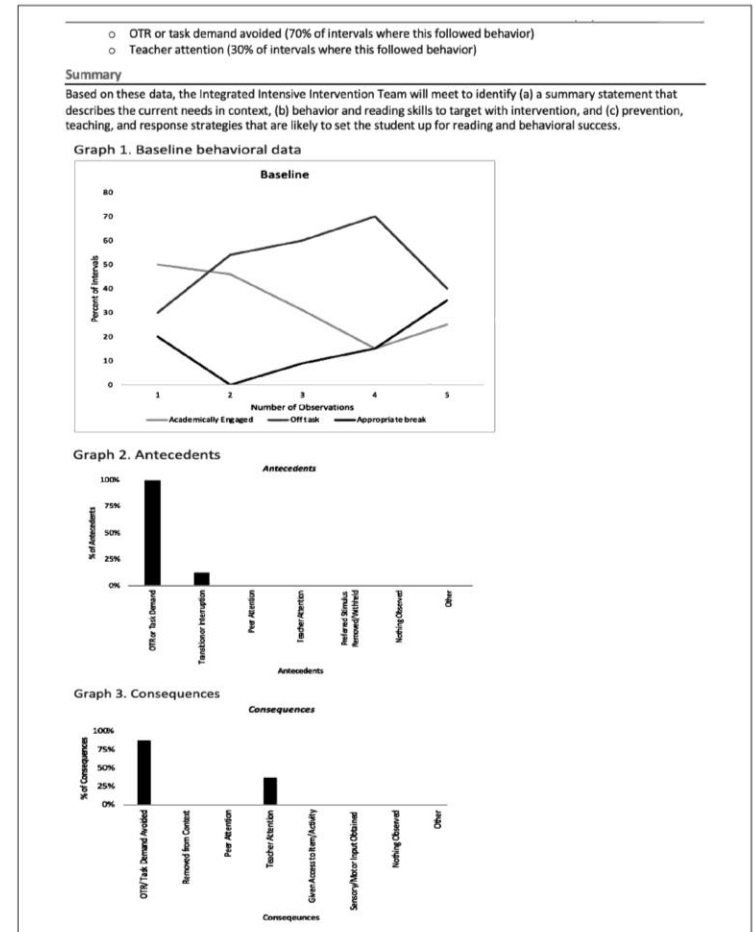 o OTR or task demand avoided (70% of intervals where this followed behavior)
o Teacher attention (30% of intervals where this followed behavior)
Summary
Based on these data, the Integrated Intensive Intervention Team will meet to identify (a) a summary statement that
describes the current needs in context, (b) behavior and reading skills to target with intervention, and (c) prevention,
teaching, and response strategies that are likely to set the student up for reading and behavioral success.
Graph 1. Baseline behavioral data
Baseline
80
70
60
50
40
30
20
10
0
Percent of Intervals
1 2 3 4 5
Number of Observations
Academically Engaged Off task Appropriate break
Graph 2. Antecedents
Antecedents
100%
75%
50%
25%
0%
% of Antecedents
OTR or Task Demand
Transition or Interruption
Peer Attention
Teacher Attention
Preferred Stimulus
Removed/Withheld
Nothing Observed
Other
Antecedents
Graph 3. Consequences
Consequences
100%
75%
50%
25%
0%
% of Consequences
OTR/Task Demand Avoided
Removed from Context
Peer Attention
Teacher Attention
Given Access to Item/Activity
Sensory/Motor Input Obtained
Nothing Observed
Other
Conseqeunces